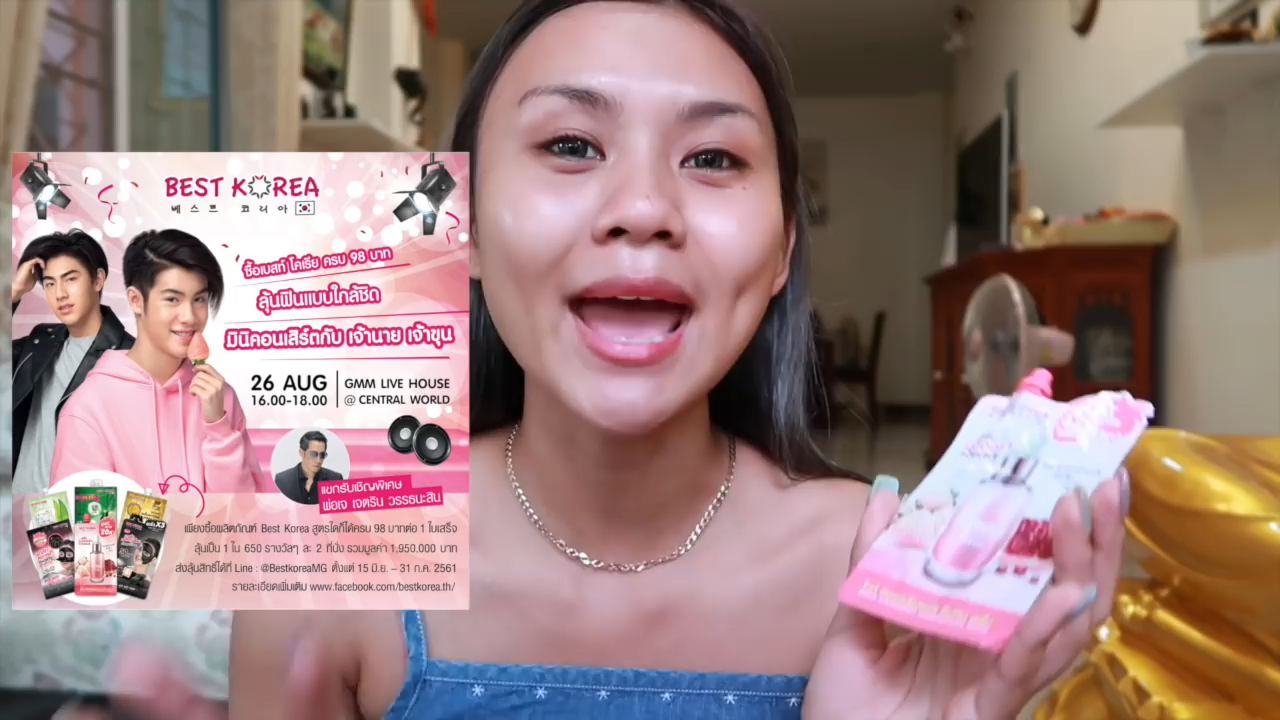 BEST KOREA
베스트 코리아
ซื้อเบสท์ โคเรีย ครบ 98 บาท
ลุ้นฟินแบบใกล้ชิด
มินิคอนเสิร์ตกับ เจ้านาย เจ้าขุน
26 AUG
16.00-18.00
GMM LIVE HOUSE
@ CENTRAL WORLD
แขกรับเชิญพิเศษ
พ่อเจ เจตริน วรรธนะสิน
เพียงซื้อผลิตภัณฑ์ Best Korea สูตรใดก็ได้ครบ 98 บาทต่อ 1 ใบเสร็จ
ลุ้นเป็น 1 ใน 650 รางวัลๆ ละ 2 ที่นั่ง รวมมูลค่า 1,950,000 บาท
ส่งลุ้นสิทธิ์ได้ที่ Line : @BestkoreaMG ตั้งแต่ 15 มิ.ย. – 31 ก.ค. 2561
รายละเอียดเพิ่มเติม www.facebook.com/bestkorea.th/